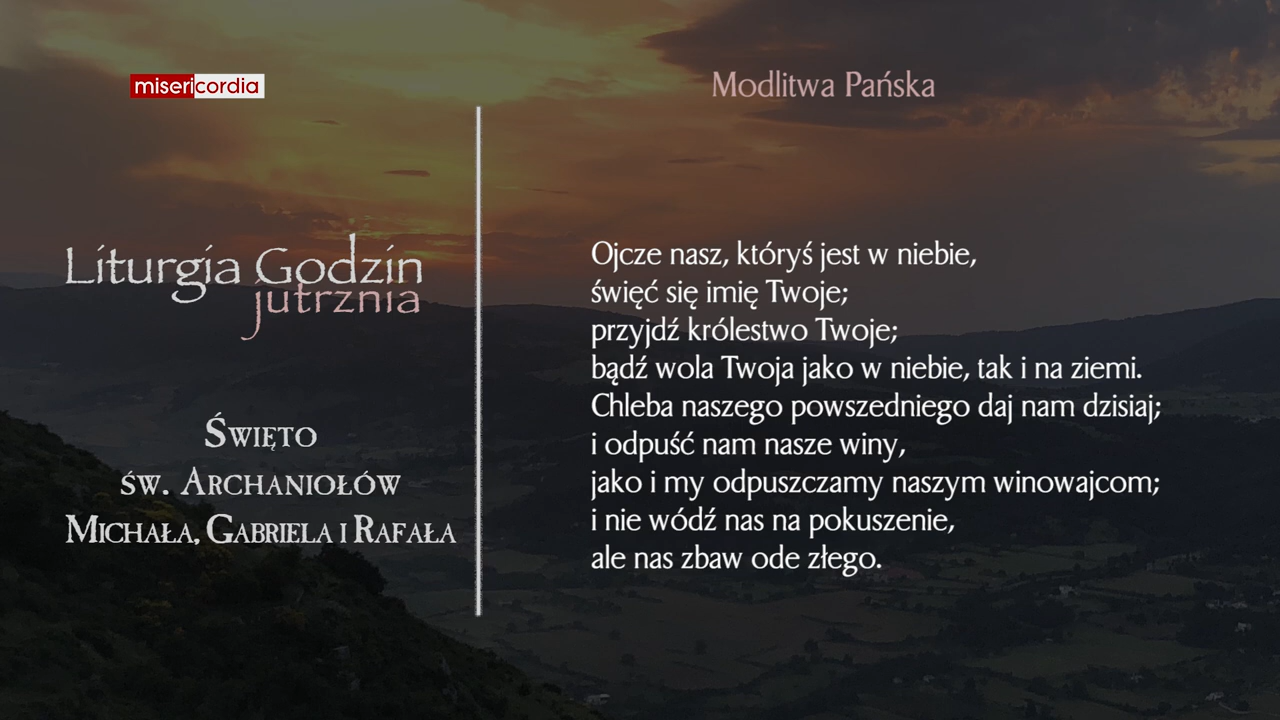 misericordia
Liturgia Godzin
jutrznia
Święto
św. Archaniołów
Michała, Gabriela i Rafała
Modlitwa Pańska
Ojcze nasz, któryś jest w niebie,
święć się imię Twoje;
przyjdź królestwo Twoje;
bądź wola Twoja jako w niebie, tak i na ziemi.
Chleba naszego powszedniego daj nam dzisiaj;
i odpuść nam nasze winy,
jako i my odpuszczamy naszym winowajcom;
i nie wódź nas na pokuszenie,
ale nas zbaw ode złego.